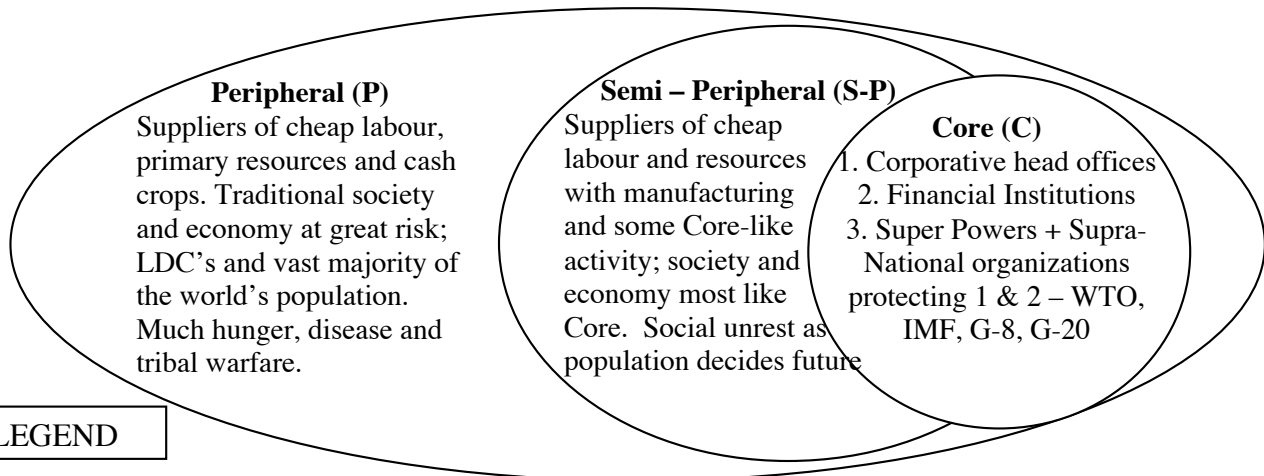 Peripheral (P)
Suppliers of cheap labour,
primary resources and cash
crops. Traditional society
and economy at great risk;
LDC's and vast majority of
the world's population.
Much hunger, disease and
tribal warfare.
Semi – Peripheral (S-P)
Suppliers of cheap
labour and resources
with manufacturing
and some Core-like
activity; society and
economy most like
Core. Social unrest as
population decides future
Core (C)
1. Corporative head offices
2. Financial Institutions
3. Super Powers + Supra-
National organizations
protecting 1 & 2 – WTO,
IMF, G-8, G-20
LEGEND